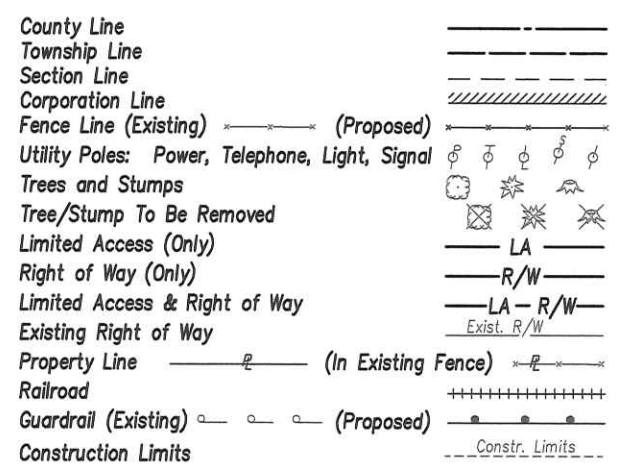 County Line
Township Line
Section Line
Corporation Line
Fence Line (Existing) (Proposed)
Utility Poles: Power, Telephone, Light, Signal P T L S
Trees and Stumps
Tree/Stump To Be Removed
Limited Access (Only) LA
Right of Way (Only) R/W
Limited Access & Right of Way LA – R/W
Existing Right of Way Exist. R/W
Property Line ⅊ (In Existing Fence) ⅊
Railroad
Guardrail (Existing) (Proposed)
Construction Limits Constr. Limits